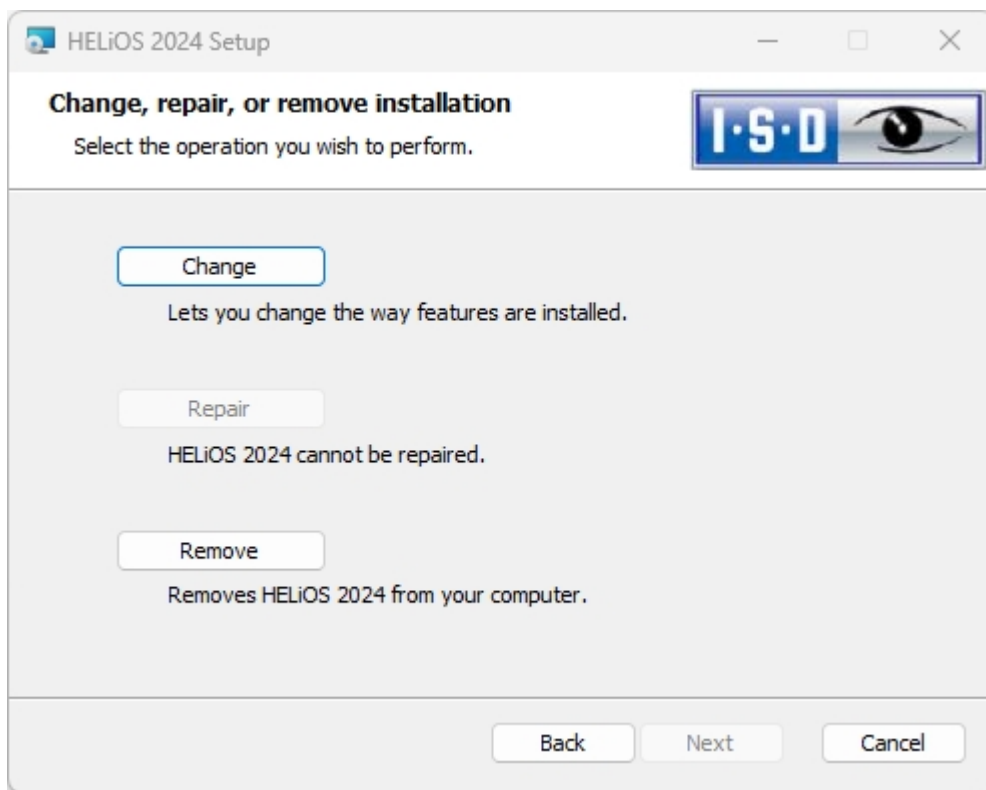 HELiOS 2024 Setup
Change, repair, or remove installation
Select the operation you wish to perform.
I·S·D
Change
Lets you change the way features are installed.
Repair
HELiOS 2024 cannot be repaired.
Remove
Removes HELiOS 2024 from your computer.
Back Next Cancel